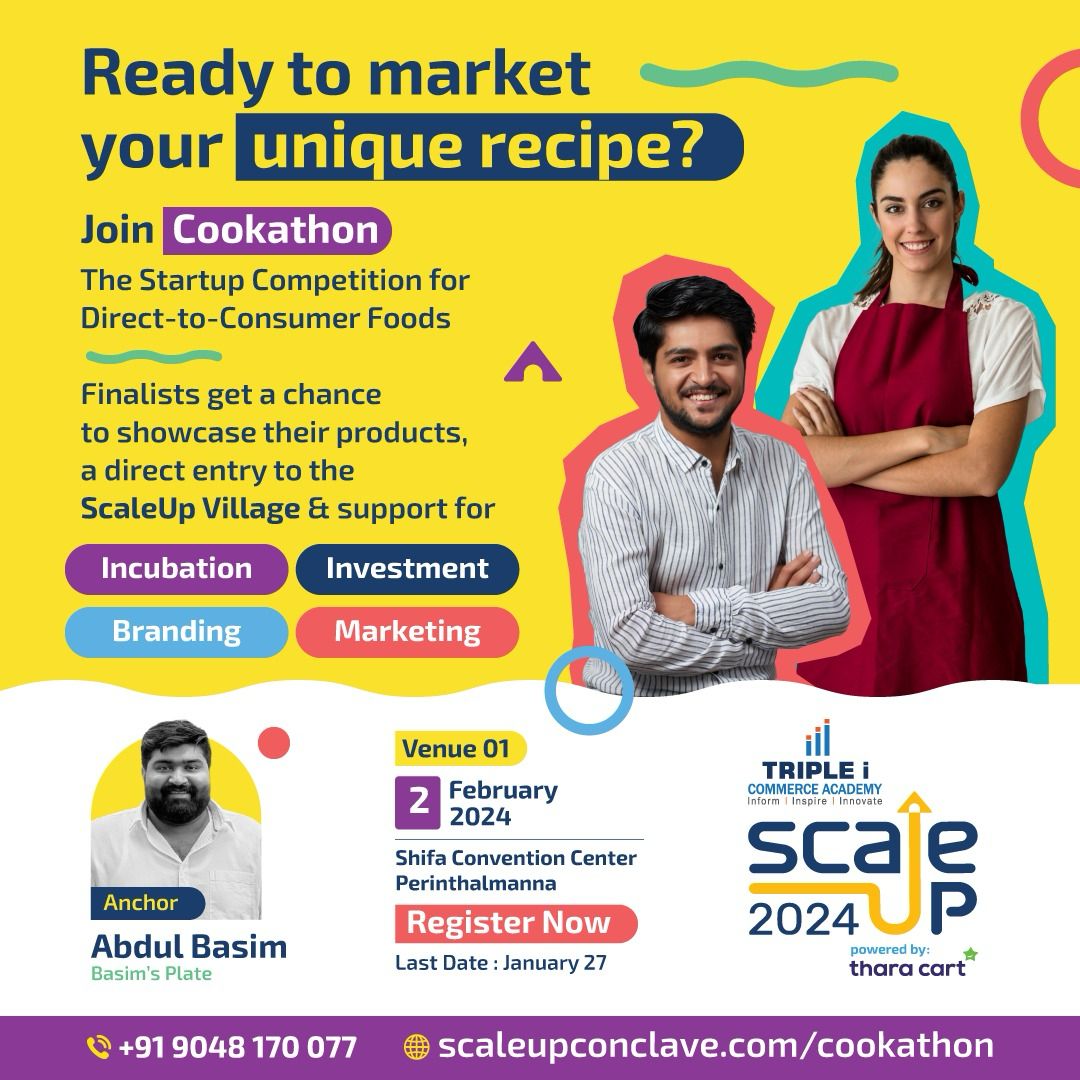 Ready to market
your unique recipe?
Join Cookathon
The Startup Competition for
Direct-to-Consumer Foods
Finalists get a chance
to showcase their products,
a direct entry to the
ScaleUp Village & support for
Incubation Investment
Branding Marketing
Anchor
Abdul Basim
Basim's Plate
Venue 01
2 February
2024
Shifa Convention Center
Perinthalmanna
Register Now
Last Date : January 27
TRIPLE i
COMMERCE ACADEMY
Inform | Inspire | Innovate
scale
2024 UP
powered by:
thara cart
+91 9048 170 077
scaleupconclave.com/cookathon